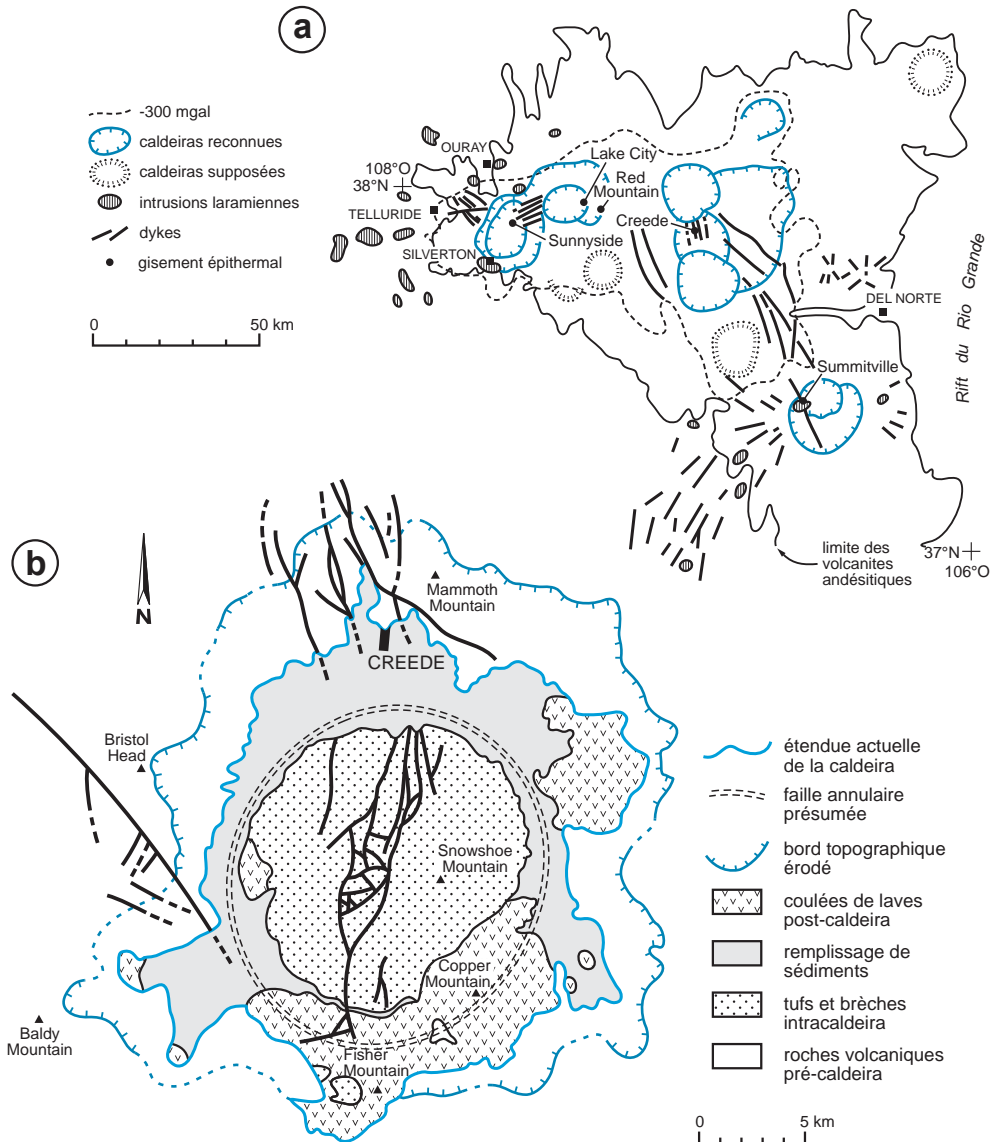 a
-300 mgal
caldeiras reconnues
caldeiras supposées
intrusions laramiennes
dykes
gisement épithermal
0 50 km
OURAY
108°O
38°N
TELLURIDE
SILVERTON
Lake City
Red
Mountain
Creede
Sunnyside
DEL NORTE
Summitville
Rift du Rio Grande
limite des
volcanites
andésitiques
37°N
106°O
b
N
Mammoth
Mountain
CREEDE
Bristol
Head
Snowshoe
Mountain
Copper
Mountain
Baldy
Mountain
Fisher
Mountain
étendue actuelle
de la caldeira
faille annulaire
présumée
bord topographique
érodé
coulées de laves
post-caldeira
remplissage de
sédiments
tufs et brèches
intracaldeira
roches volcaniques
pré-caldeira
0 5 km